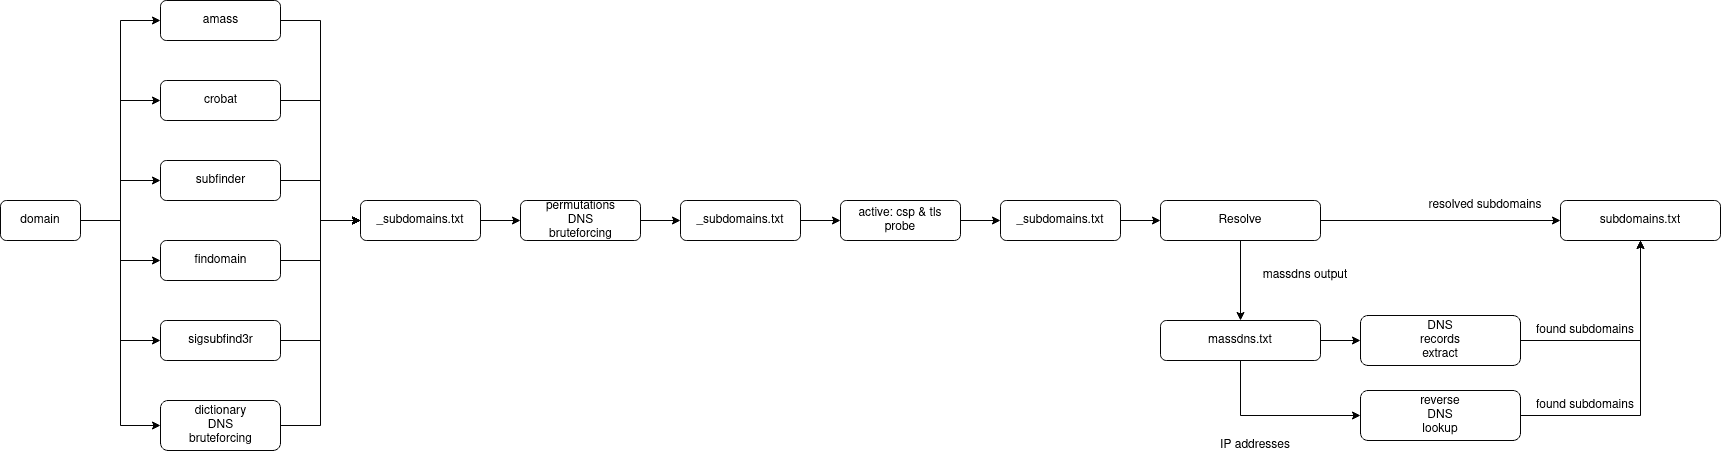 amass
crobat
subfinder
domain
findomain
sigsubfind3r
dictionary
DNS
bruteforcing
_subdomains.txt
permutations
DNS
bruteforcing
_subdomains.txt
active: csp & tls
probe
_subdomains.txt
Resolve
resolved subdomains
subdomains.txt
massdns output
massdns.txt
DNS
records
extract
found subdomains
reverse
DNS
lookup
found subdomains
IP addresses